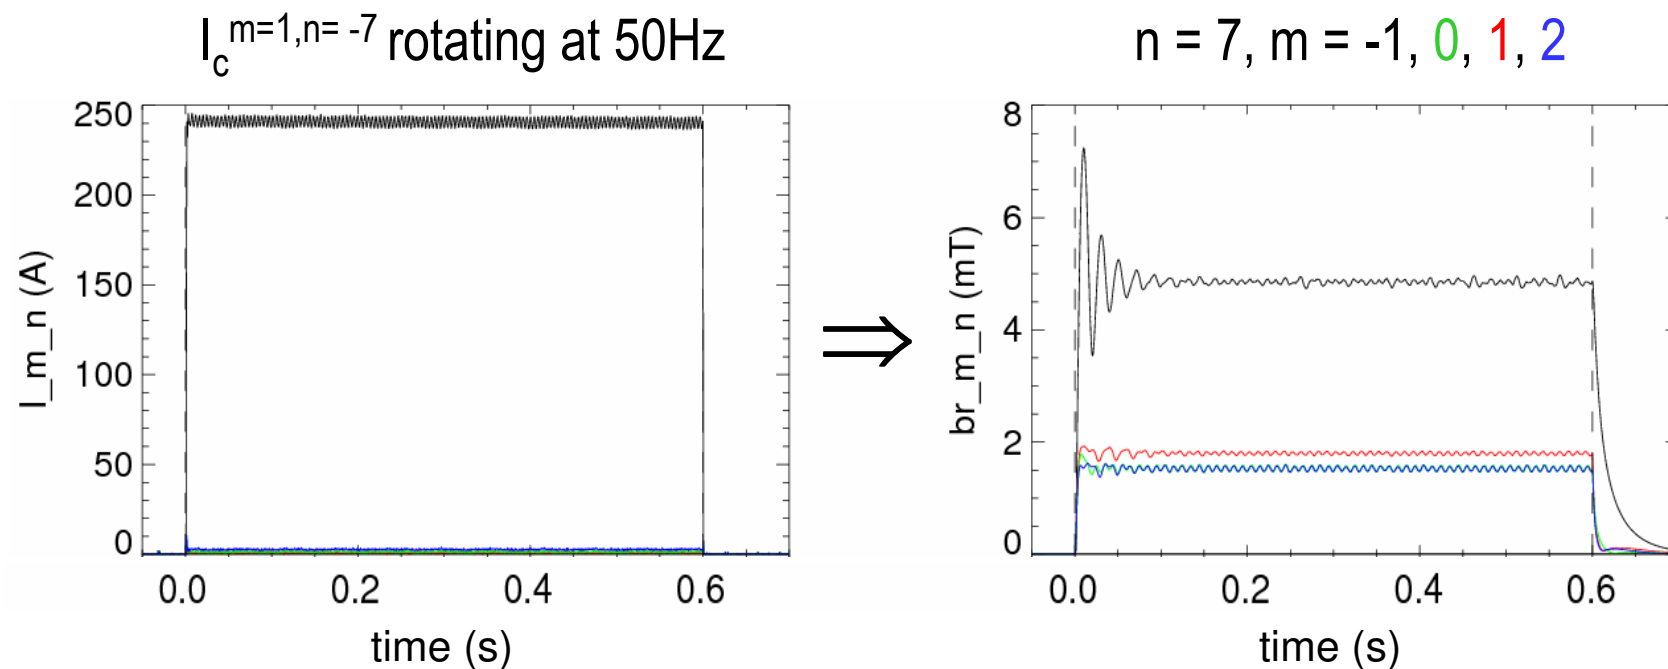 I_c^m=1,n= -7 rotating at 50Hz
n = 7, m = -1, 0, 1, 2
I_m_n (A)
250
200
150
100
50
0
0.0 0.2 0.4 0.6
time (s)
⇒
br_m_n (mT)
8
6
4
2
0
0.0 0.2 0.4 0.6
time (s)